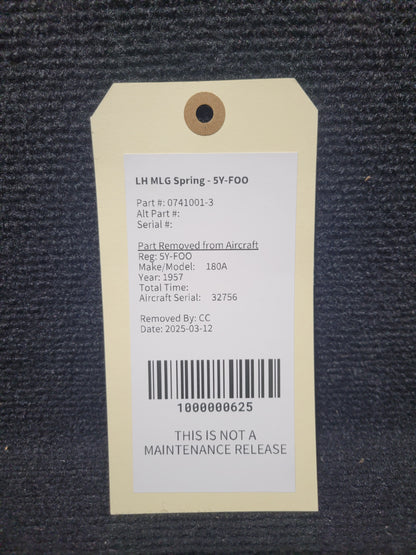 LH MLG Spring - 5Y-FOO
Part #: 0741001-3
Alt Part #:
Serial #:
Part Removed from Aircraft
Reg: 5Y-FOO
Make/Model: 180A
Year: 1957
Total Time:
Aircraft Serial: 32756
Removed By: CC
Date: 2025-03-12
1000000625
THIS IS NOT A
MAINTENANCE RELEASE